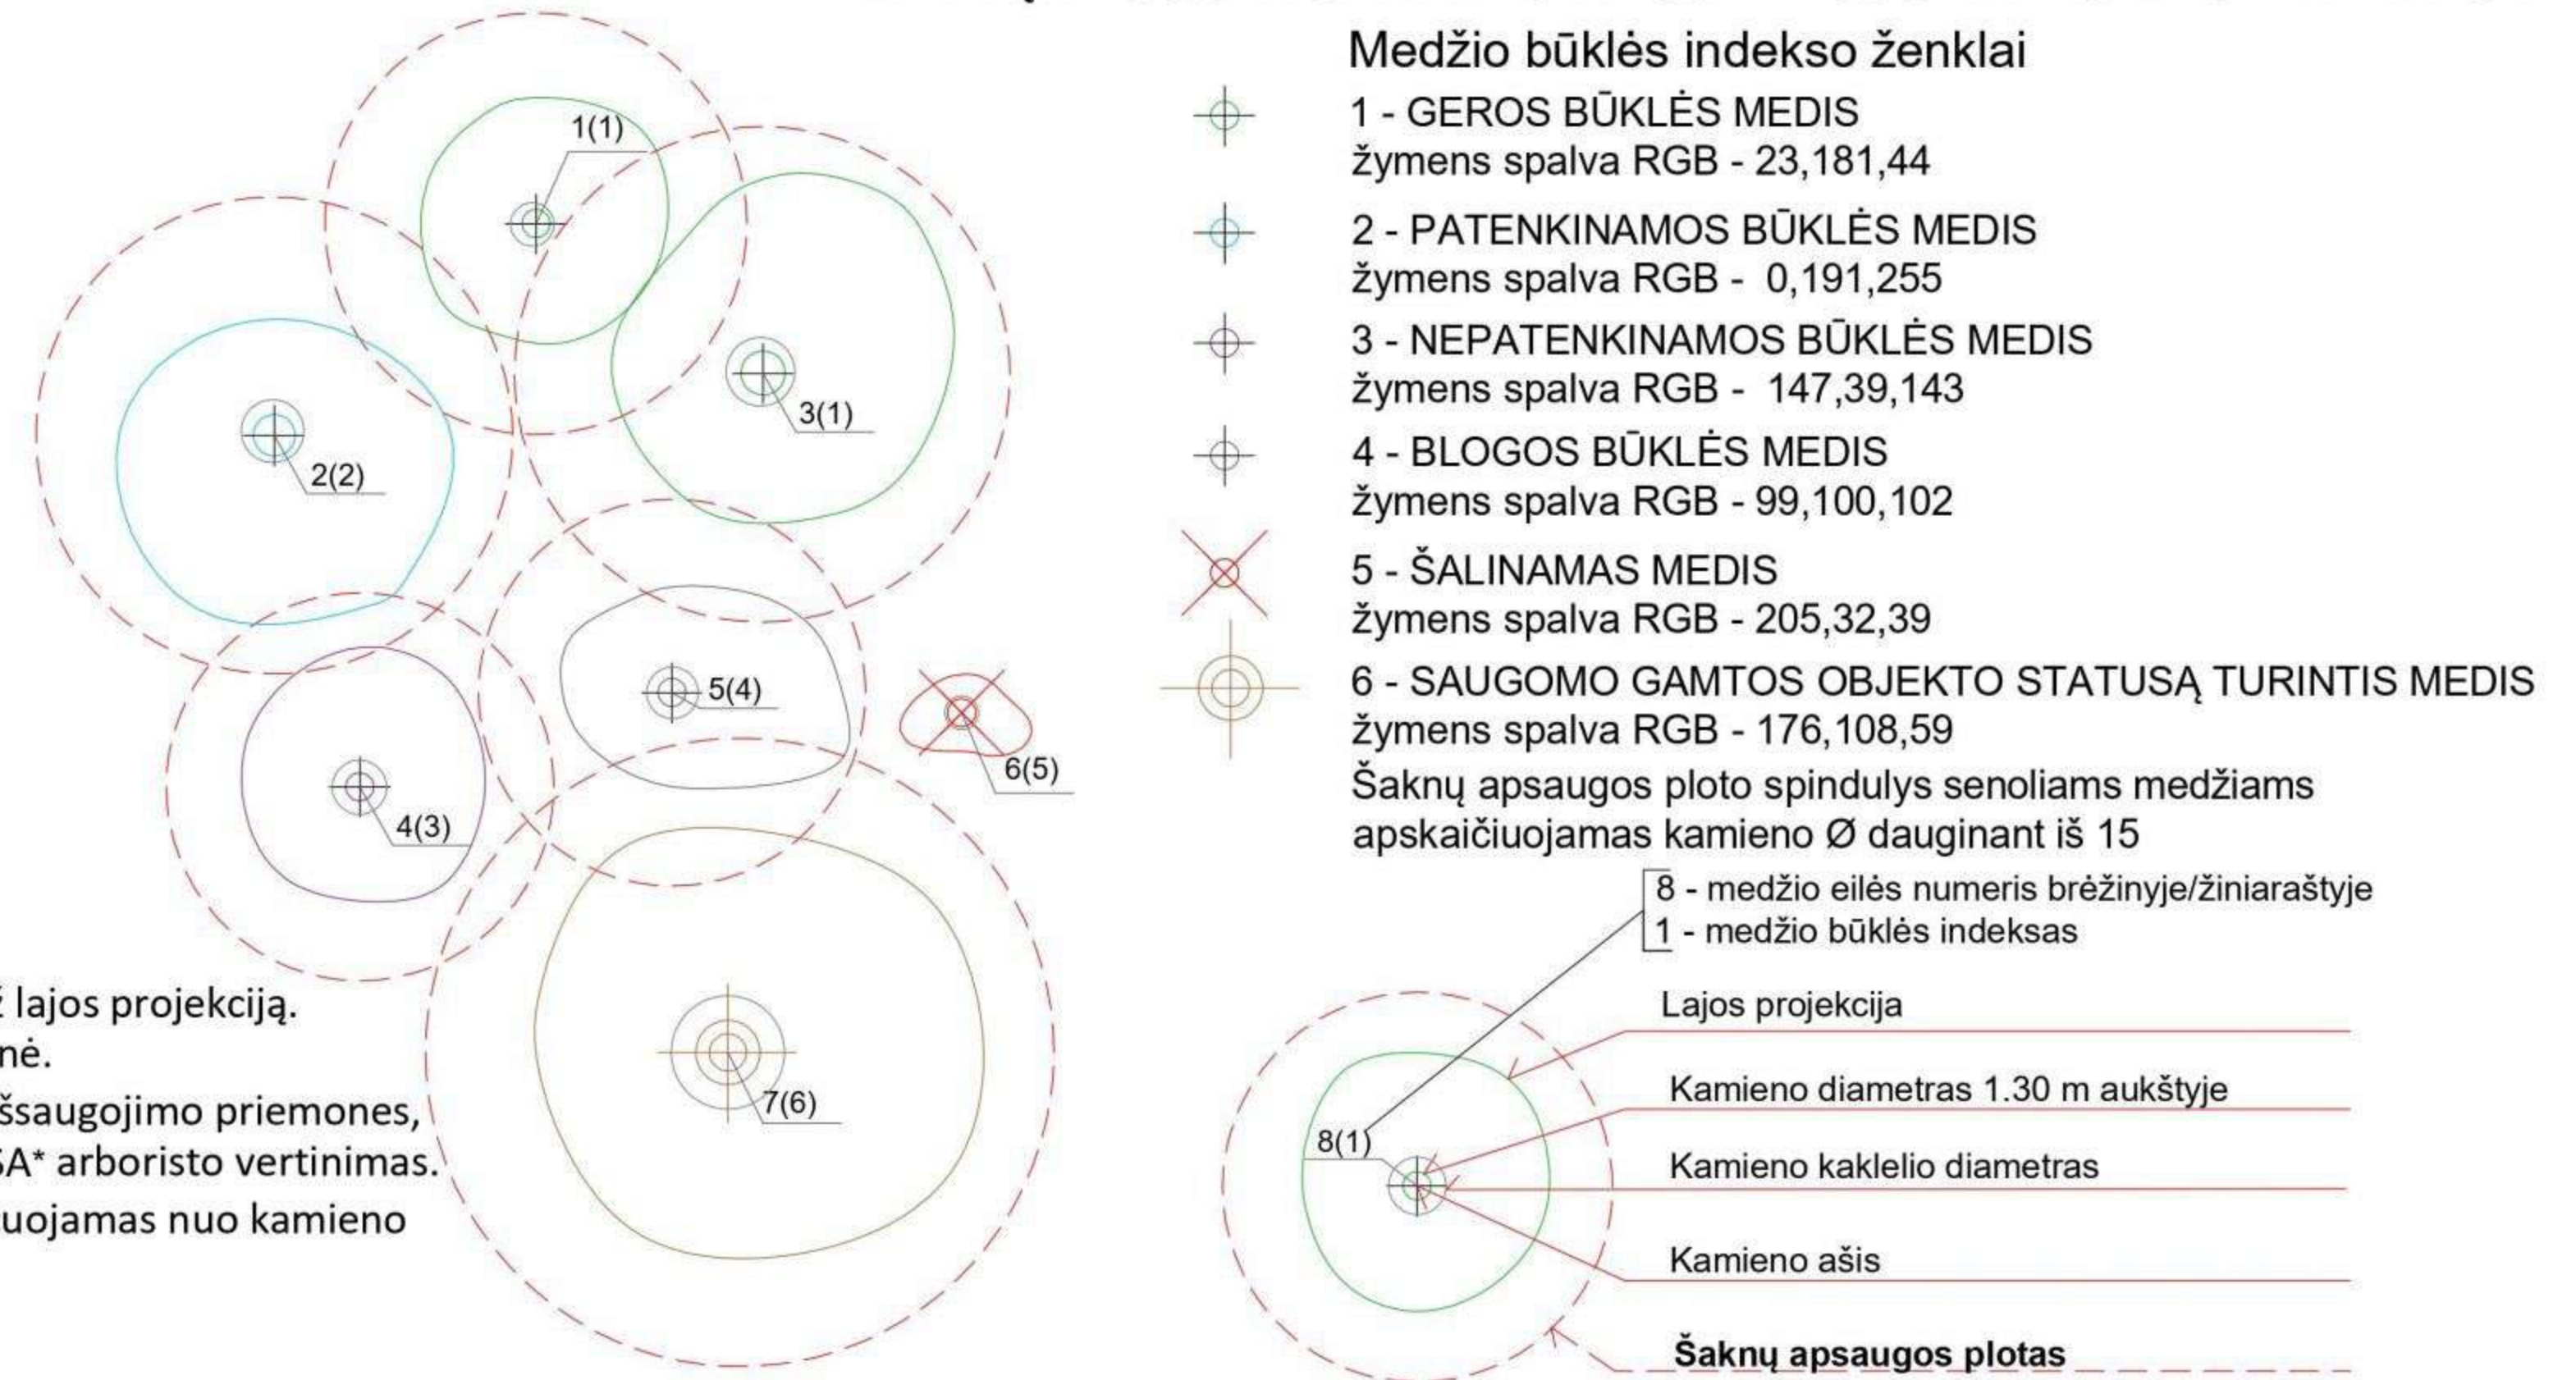 Medžio būklės indekso ženklai
1 - GEROS BŪKLĖS MEDIS
žymens spalva RGB - 23,181,44
2 - PATENKINAMOS BŪKLĖS MEDIS
žymens spalva RGB - 0,191,255
3 - NEPATENKINAMOS BŪKLĖS MEDIS
žymens spalva RGB - 147,39,143
4 - BLOGOS BŪKLĖS MEDIS
žymens spalva RGB - 99,100,102
5 - ŠALINAMAS MEDIS
žymens spalva RGB - 205,32,39
6 - SAUGOMO GAMTOS OBJEKTO STATUSĄ TURINTIS MEDIS
žymens spalva RGB - 176,108,59
Šaknų apsaugos ploto spindulys senoliams medžiams
apskaičiuojamas kamieno Ø dauginant iš 15
1(1)
3(1)
2(2)
5(4)
6(5)
4(3)
7(6)
lajos projekciją.
nė.
šsaugojimo priemones,
SA* arboristo vertinimas.
uojamas nuo kamieno
8 - medžio eilės numeris brėžinyje/žiniaraštyje
1 - medžio būklės indeksas
8(1)
Lajos projekcija
Kamieno diametras 1.30 m aukštyje
Kamieno kaklelio diametras
Kamieno ašis
Šaknų apsaugos plotas